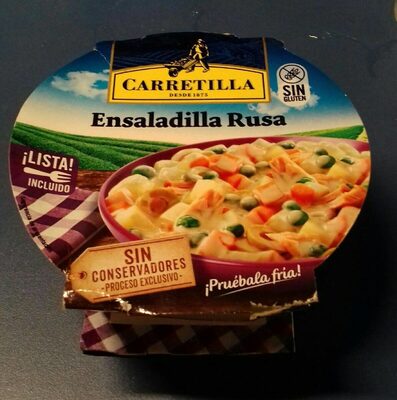 CARRETILLA
DESDE 1875
SIN
GLUTEN
Ensaladilla Rusa
¡LISTA!
INCLUIDO
SIN
CONSERVADORES
-PROCESO EXCLUSIVO-
¡Pruébala fría!